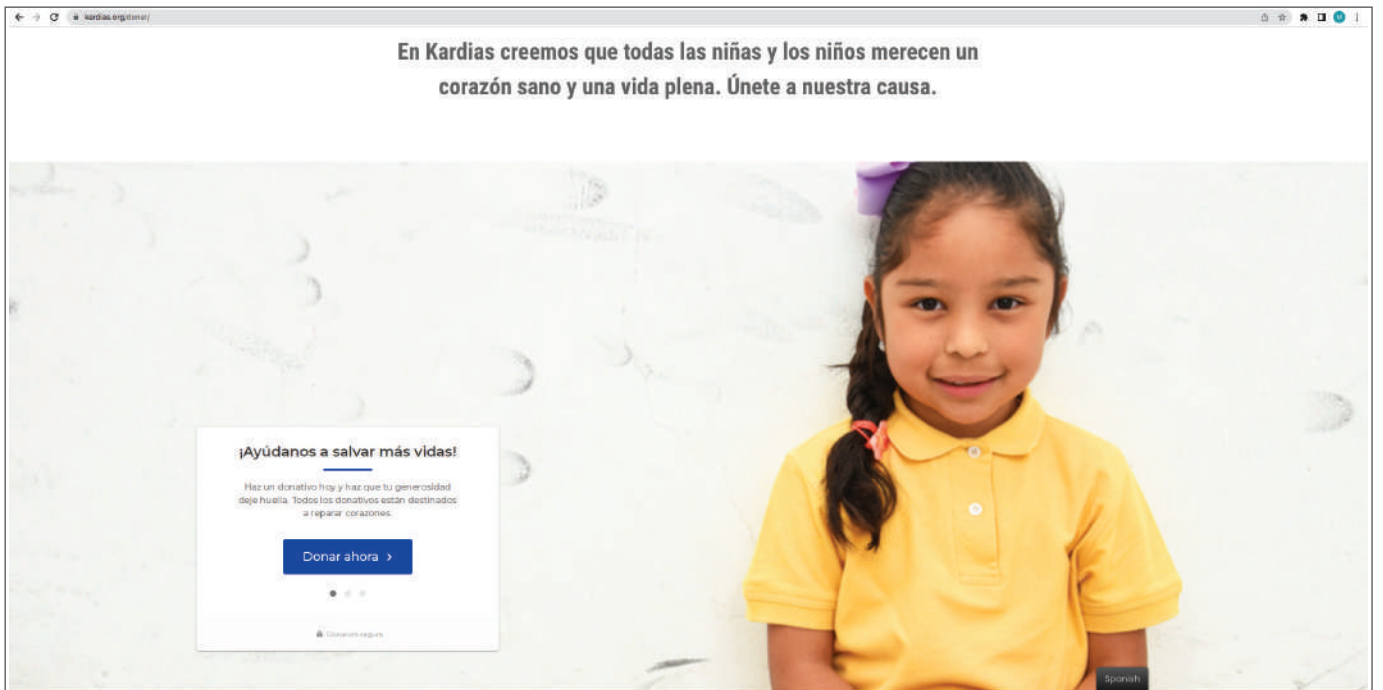 kardias.org/donar/
En Kardias creemos que todas las niñas y los niños merecen un
corazón sano y una vida plena. Únete a nuestra causa.
¡Ayúdanos a salvar más vidas!
Haz un donativo hoy y haz que tu generosidad
deje huella. Todos los donativos están destinados
a reparar corazones.
Donar ahora >
Donación segura
Spanish